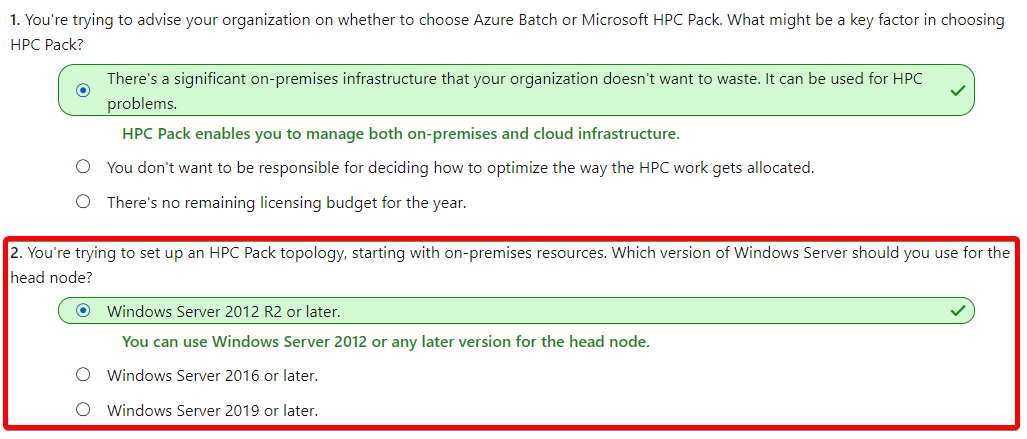 1. You're trying to advise your organization on whether to choose Azure Batch or Microsoft HPC Pack. What might be a key factor in choosing
HPC Pack?
There's a significant on-premises infrastructure that your organization doesn't want to waste. It can be used for HPC
problems.
HPC Pack enables you to manage both on-premises and cloud infrastructure.
You don't want to be responsible for deciding how to optimize the way the HPC work gets allocated.
There's no remaining licensing budget for the year.
2. You're trying to set up an HPC Pack topology, starting with on-premises resources. Which version of Windows Server should you use for the
head node?
Windows Server 2012 R2 or later.
You can use Windows Server 2012 or any later version for the head node.
Windows Server 2016 or later.
Windows Server 2019 or later.